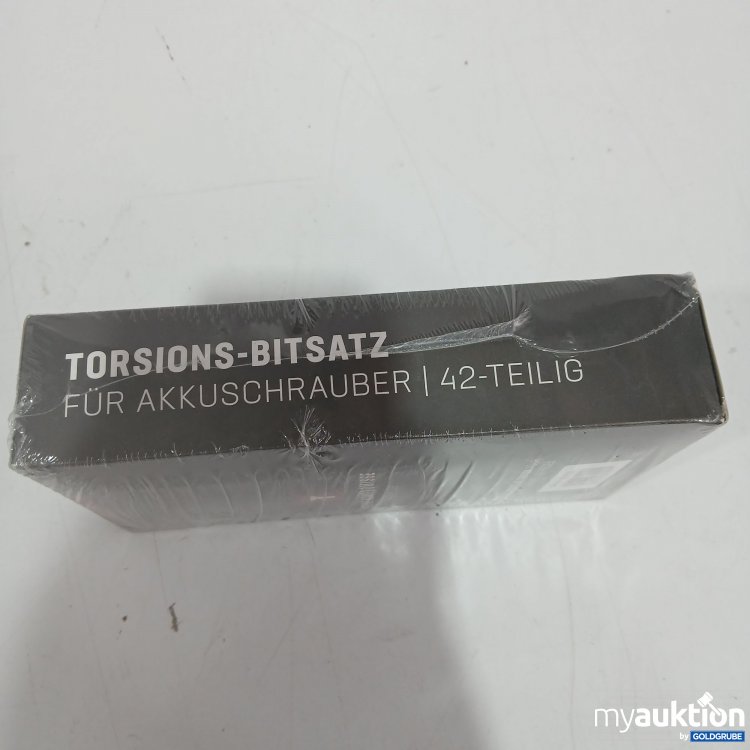 TORSIONS-BITSATZ
FÜR AKKUSCHRAUBER | 42-TEILIG
myauktion
by GOLDGRUBE